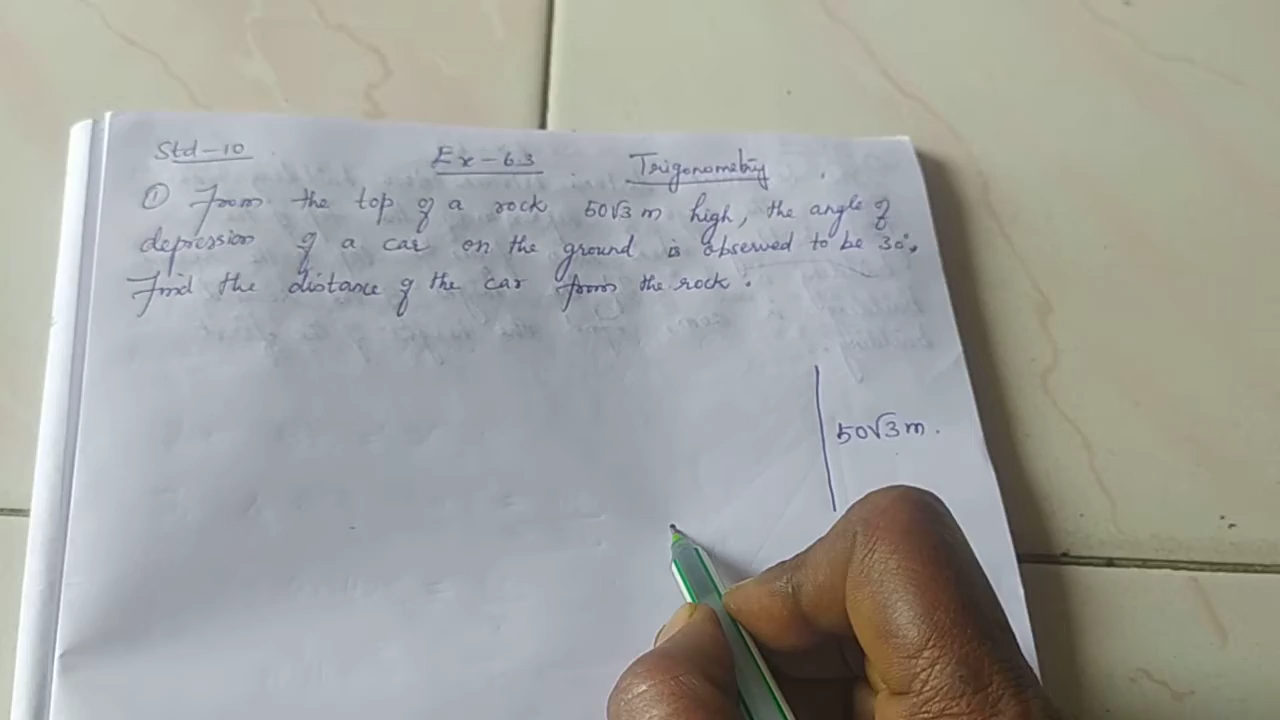 Std-10 Ex-6.3 Trigonometry
① From the top of a rock 50√3 m high, the angle of
depression of a car on the ground is observed to be 30°,
Find the distance of the car from the rock.
50√3 m.